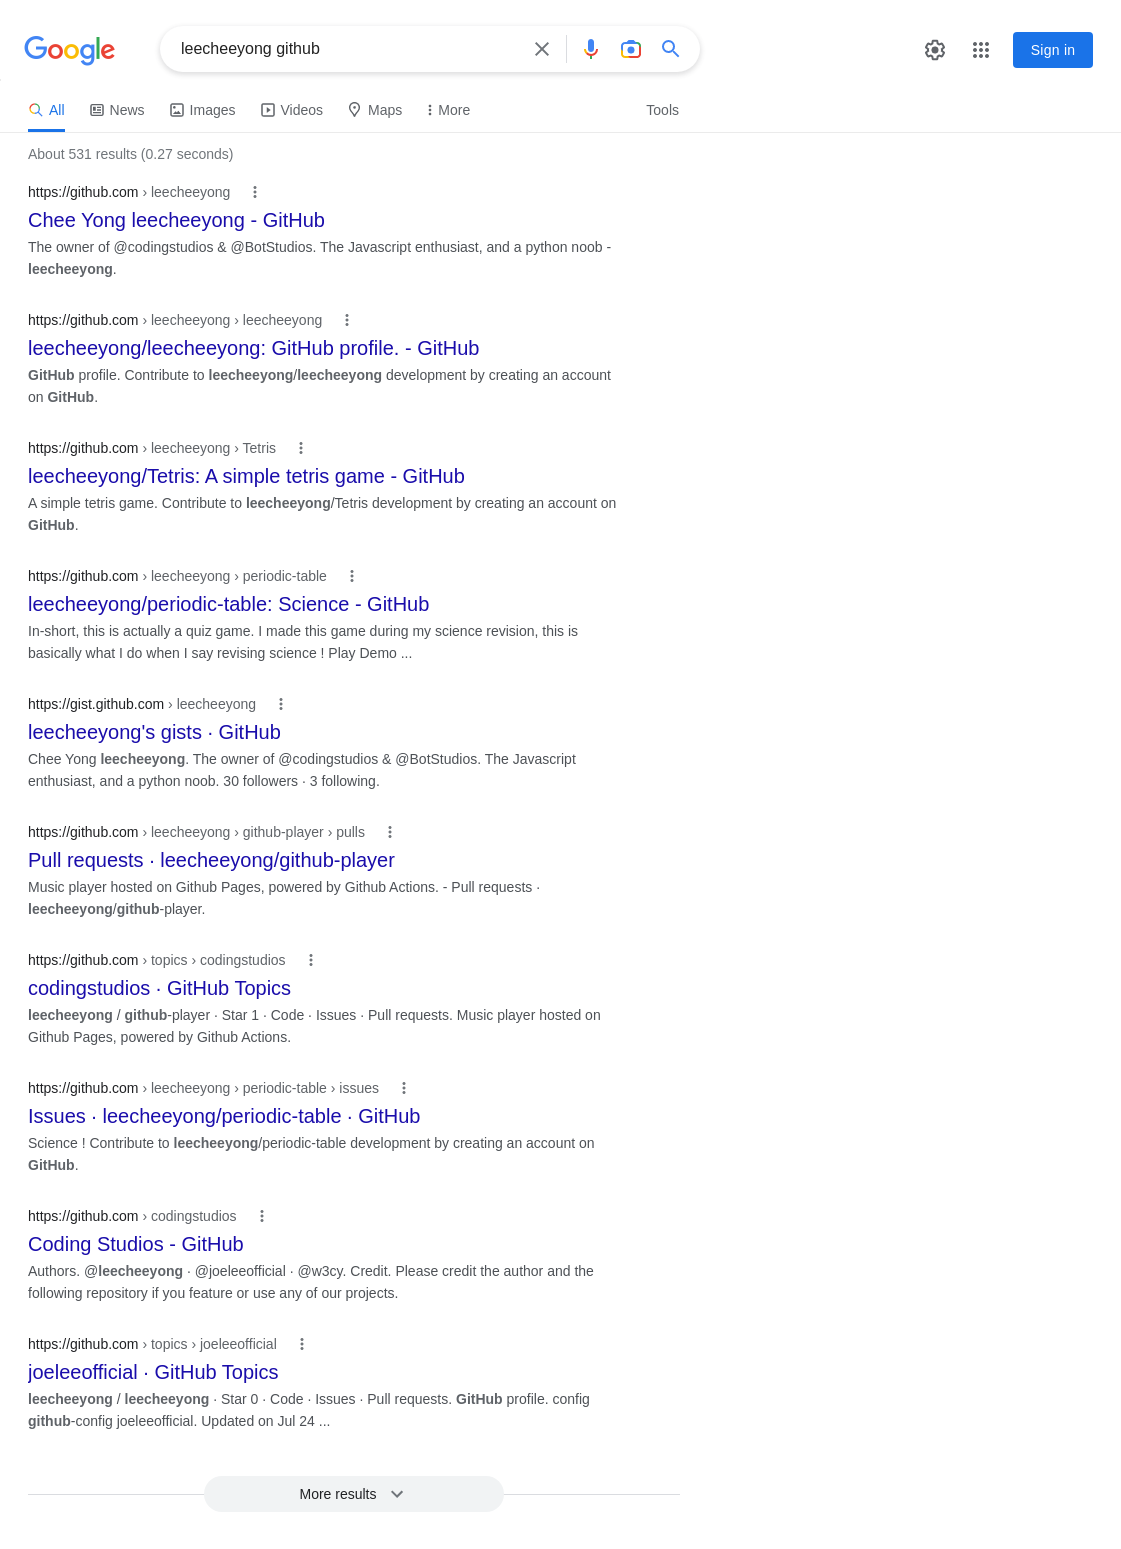 Google
leecheeyong github
Sign in
All
News
Images
Videos
Maps
More
Tools
About 531 results (0.27 seconds)
https://github.com › leecheeyong
Chee Yong leecheeyong - GitHub
The owner of @codingstudios & @BotStudios. The Javascript enthusiast, and a python noob -
leecheeyong.
https://github.com › leecheeyong › leecheeyong
leecheeyong/leecheeyong: GitHub profile. - GitHub
GitHub profile. Contribute to leecheeyong/leecheeyong development by creating an account
on GitHub.
https://github.com › leecheeyong › Tetris
leecheeyong/Tetris: A simple tetris game - GitHub
A simple tetris game. Contribute to leecheeyong/Tetris development by creating an account on
GitHub.
https://github.com › leecheeyong › periodic-table
leecheeyong/periodic-table: Science - GitHub
In-short, this is actually a quiz game. I made this game during my science revision, this is
basically what I do when I say revising science ! Play Demo ...
https://gist.github.com › leecheeyong
leecheeyong's gists · GitHub
Chee Yong leecheeyong. The owner of @codingstudios & @BotStudios. The Javascript
enthusiast, and a python noob. 30 followers · 3 following.
https://github.com › leecheeyong › github-player › pulls
Pull requests · leecheeyong/github-player
Music player hosted on Github Pages, powered by Github Actions. - Pull requests ·
leecheeyong/github-player.
https://github.com › topics › codingstudios
codingstudios · GitHub Topics
leecheeyong / github-player · Star 1 · Code · Issues · Pull requests. Music player hosted on
Github Pages, powered by Github Actions.
https://github.com › leecheeyong › periodic-table › issues
Issues · leecheeyong/periodic-table · GitHub
Science ! Contribute to leecheeyong/periodic-table development by creating an account on
GitHub.
https://github.com › codingstudios
Coding Studios - GitHub
Authors. @leecheeyong · @joeleeofficial · @w3cy. Credit. Please credit the author and the
following repository if you feature or use any of our projects.
https://github.com › topics › joeleeofficial
joeleeofficial · GitHub Topics
leecheeyong / leecheeyong · Star 0 · Code · Issues · Pull requests. GitHub profile. config
github-config joeleeofficial. Updated on Jul 24 ...
More results